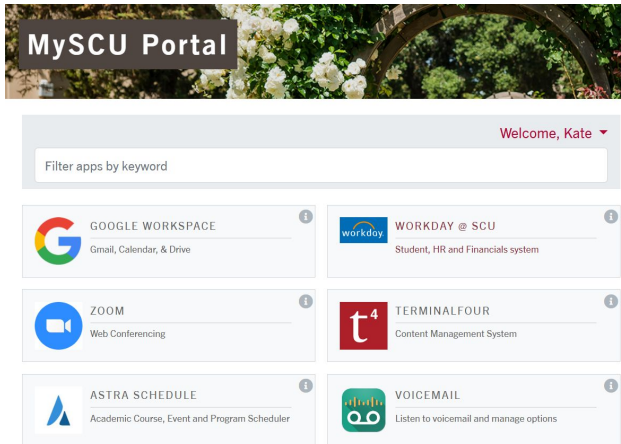 MySCU Portal
Welcome, Kate
Filter apps by keyword
GOOGLE WORKSPACE
Gmail, Calendar, & Drive
workday.
WORKDAY @ SCU
Student, HR and Financials system
ZOOM
Web Conferencing
t4
TERMINALFOUR
Content Management System
ASTRA SCHEDULE
Academic Course, Event and Program Scheduler
VOICEMAIL
Listen to voicemail and manage options